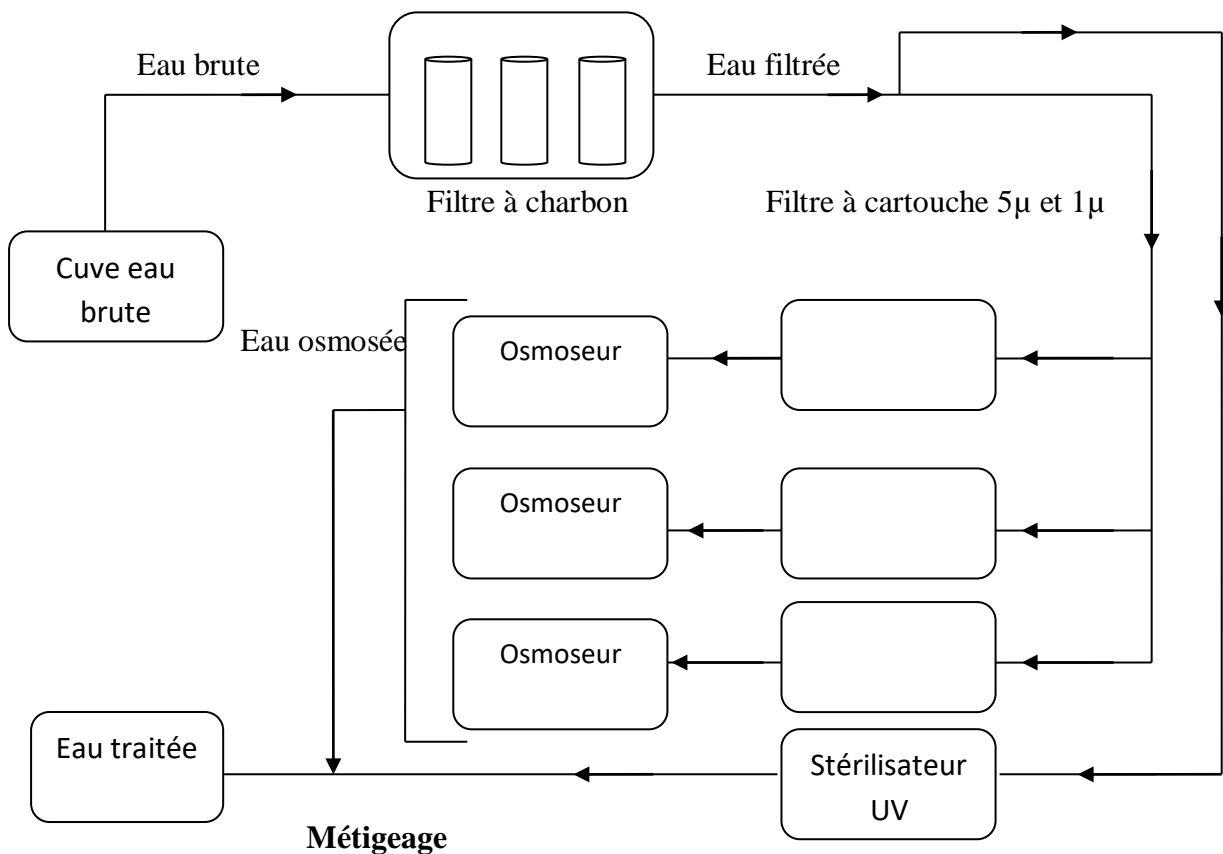 Eau brute
Eau filtrée
Filtre à charbon
Filtre à cartouche 5µ et 1µ
Cuve eau
brute
Eau osmosée
Osmoseur
Osmoseur
Osmoseur
Eau traitée
Stérilisateur
UV
Métigeage